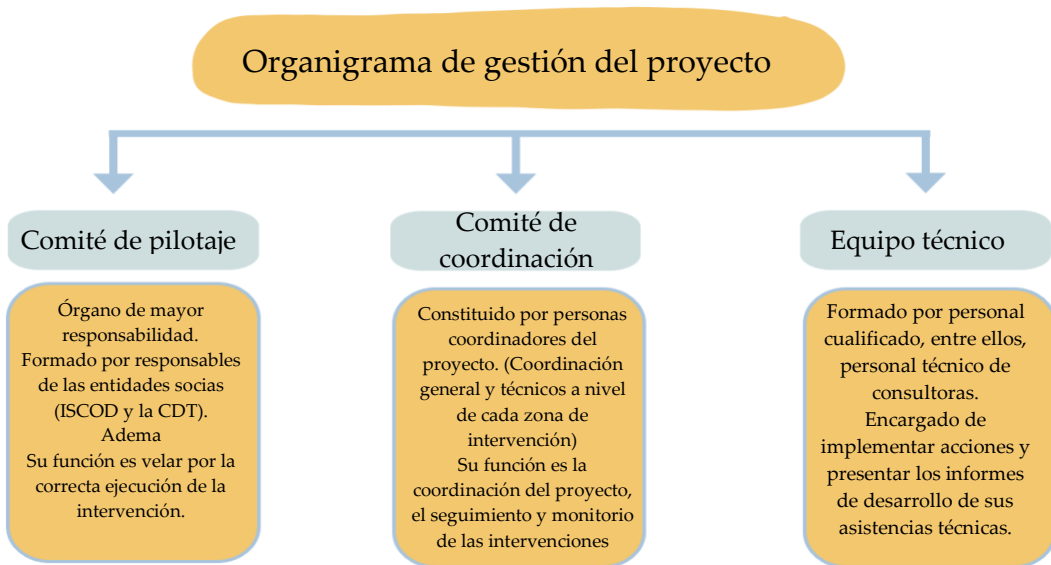 Organigrama de gestión del proyecto
Comité de pilotaje
Órgano de mayor
responsabilidad.
Formado por responsables
de las entidades socias
(ISCOD y la CDT).
Adema
Su función es velar por la
correcta ejecución de la
intervención.
Comité de
coordinación
Constituido por personas
coordinadores del
proyecto. (Coordinación
general y técnicos a nivel
de cada zona de
intervención)
Su función es la
coordinación del proyecto,
el seguimiento y monitorio
de las intervenciones
Equipo técnico
Formado por personal
cualificado, entre ellos,
personal técnico de
consultoras.
Encargado de
implementar acciones y
presentar los informes
de desarrollo de sus
asistencias técnicas.